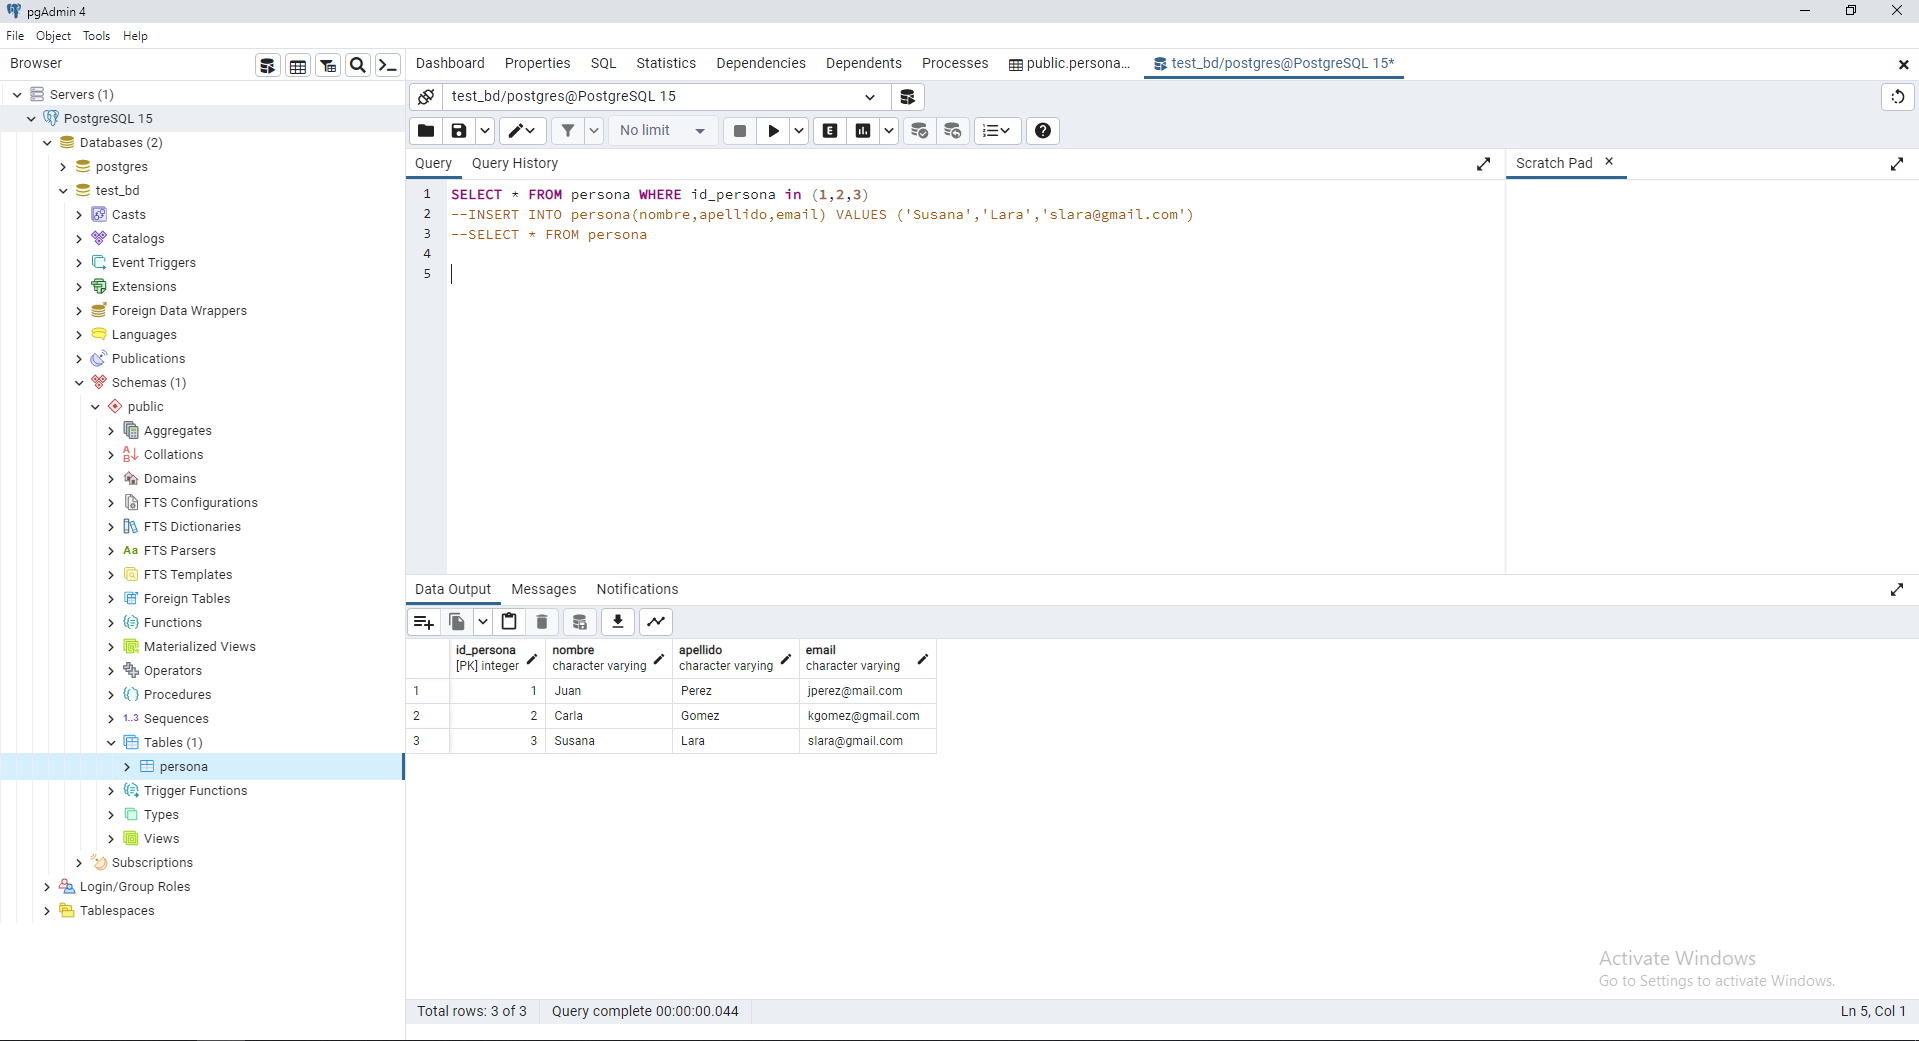 pgAdmin 4
File Object Tools Help
Browser
Dashboard Properties SQL Statistics Dependencies Dependents Processes public.persona... test_bd/postgres@PostgreSQL 15*
Servers (1)
PostgreSQL 15
Databases (2)
postgres
test_bd
Casts
Catalogs
Event Triggers
Extensions
Foreign Data Wrappers
Languages
Publications
Schemas (1)
public
Aggregates
Collations
Domains
FTS Configurations
FTS Dictionaries
Aa FTS Parsers
FTS Templates
Foreign Tables
Functions
Materialized Views
Operators
Procedures
1..3 Sequences
Tables (1)
persona
Trigger Functions
Types
Views
Subscriptions
Login/Group Roles
Tablespaces
test_bd/postgres@PostgreSQL 15
No limit
E
Query Query History
Scratch Pad
1 SELECT * FROM persona WHERE id_persona in (1,2,3)
2 --INSERT INTO persona(nombre,apellido,email) VALUES ('Susana','Lara','slara@gmail.com')
3 --SELECT * FROM persona
4
5
Data Output Messages Notifications
id_persona nombre apellido email
[PK] integer character varying character varying character varying
1 1 Juan Perez jperez@mail.com
2 2 Carla Gomez kgomez@gmail.com
3 3 Susana Lara slara@gmail.com
Activate Windows
Go to Settings to activate Windows.
Total rows: 3 of 3 Query complete 00:00:00.044 Ln 5, Col 1